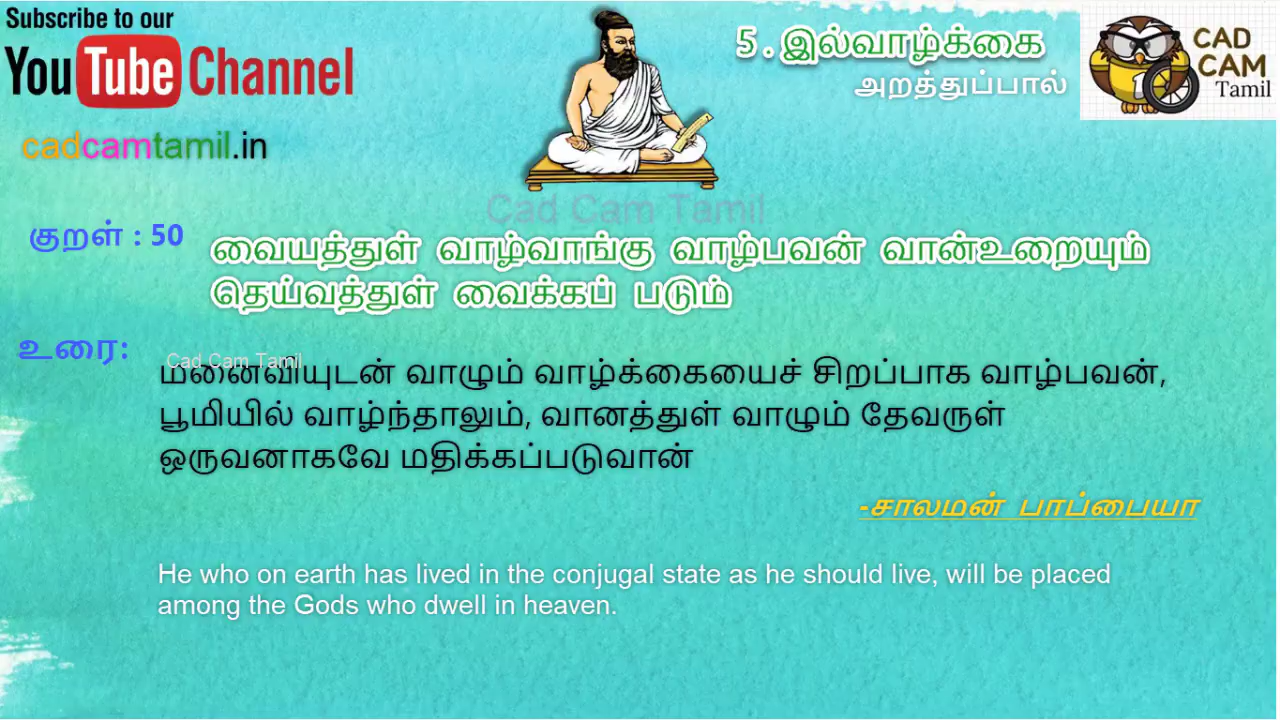 Subscribe to our
YouTube Channel
cadcamtamil.in
5.இல்வாழ்க்கை
அறத்துப்பால்
CAD
CAM
Tamil
Cad Cam Tamil
குறள் : 50
வையத்துள் வாழ்வாங்கு வாழ்பவன் வான்உறையும்
தெய்வத்துள் வைக்கப் படும்
உரை:
Cad Cam Tamil
மனைவியுடன் வாழும் வாழ்க்கையைச் சிறப்பாக வாழ்பவன்,
பூமியில் வாழ்ந்தாலும், வானத்துள் வாழும் தேவருள்
ஒருவனாகவே மதிக்கப்படுவான்
-சாலமன் பாப்பையா
He who on earth has lived in the conjugal state as he should live, will be placed
among the Gods who dwell in heaven.